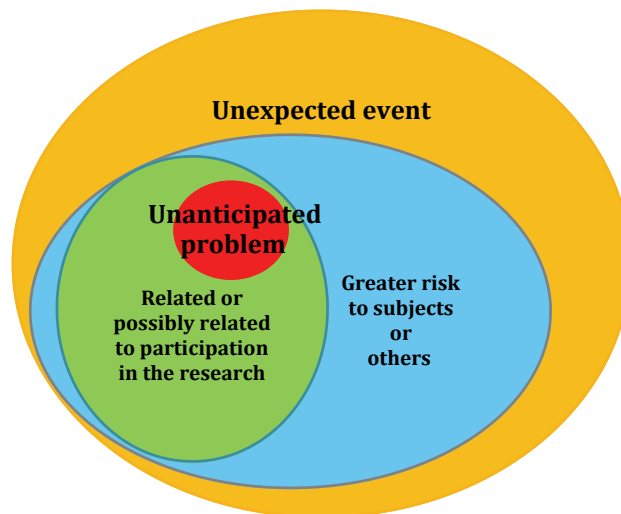 Unexpected event
Unanticipated
problem
Related or
possibly related
to participation
in the research
Greater risk
to subjects
or
others